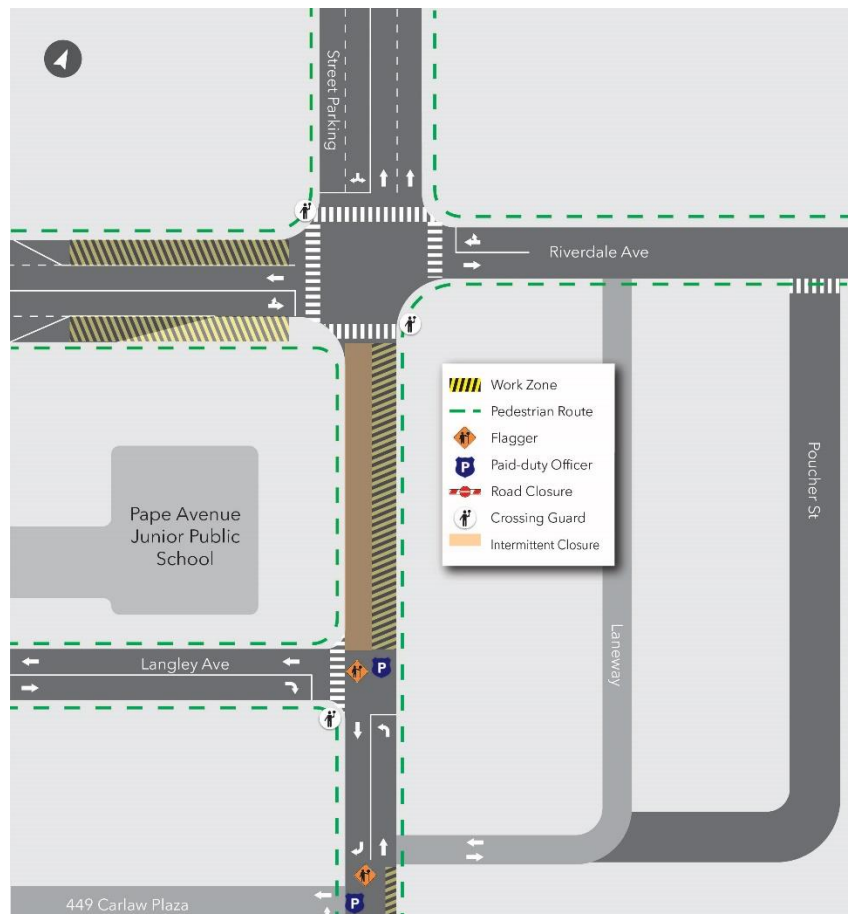 Street Parking
Riverdale Ave
Work Zone
Pedestrian Route
Flagger
P
Paid-duty Officer
Road Closure
Crossing Guard
Intermittent Closure
Poucher St
Pape Avenue
Junior Public
School
Laneway
Langley Ave
P
449 Carlaw Plaza
P